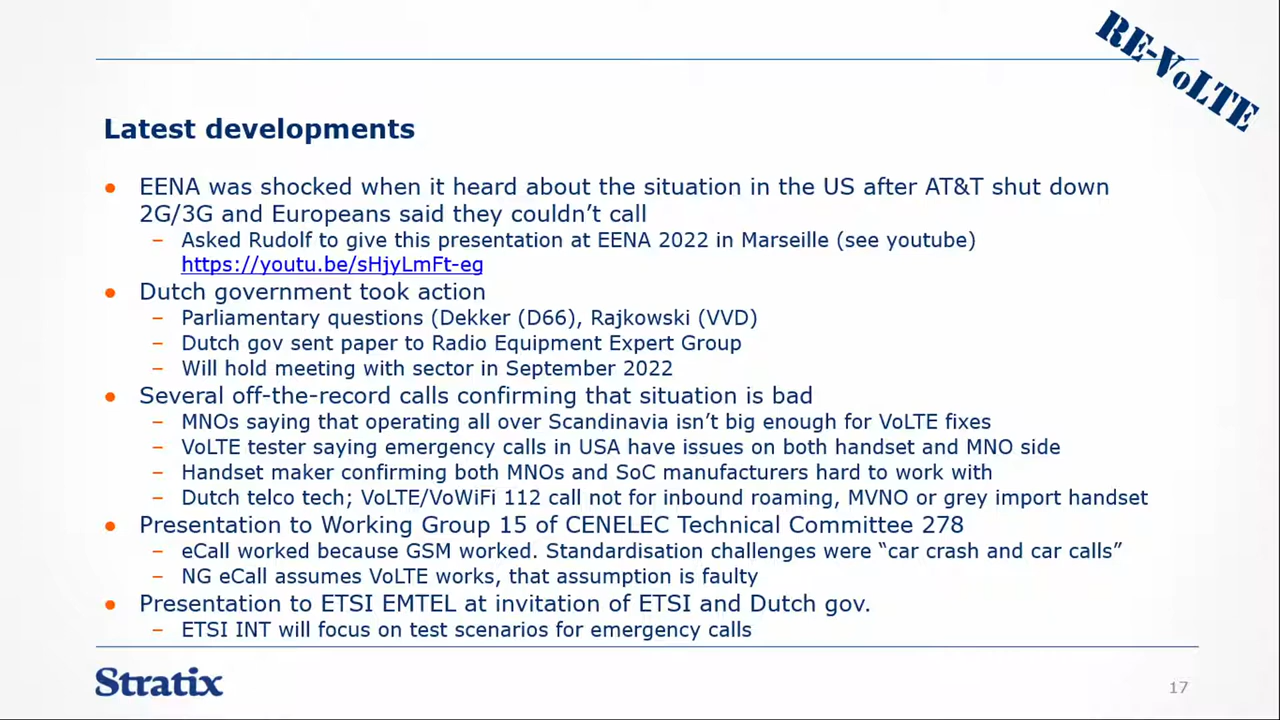 RE-VoLTE
Latest developments
• EENA was shocked when it heard about the situation in the US after AT&T shut down
2G/3G and Europeans said they couldn’t call
– Asked Rudolf to give this presentation at EENA 2022 in Marseille (see youtube)
https://youtu.be/sHjyLmFt-eg
• Dutch government took action
– Parliamentary questions (Dekker (D66), Rajkowski (VVD)
– Dutch gov sent paper to Radio Equipment Expert Group
– Will hold meeting with sector in September 2022
• Several off-the-record calls confirming that situation is bad
– MNOs saying that operating all over Scandinavia isn’t big enough for VoLTE fixes
– VoLTE tester saying emergency calls in USA have issues on both handset and MNO side
– Handset maker confirming both MNOs and SoC manufacturers hard to work with
– Dutch telco tech; VoLTE/VoWiFi 112 call not for inbound roaming, MVNO or grey import handset
• Presentation to Working Group 15 of CENELEC Technical Committee 278
– eCall worked because GSM worked. Standardisation challenges were “car crash and car calls”
– NG eCall assumes VoLTE works, that assumption is faulty
• Presentation to ETSI EMTEL at invitation of ETSI and Dutch gov.
– ETSI INT will focus on test scenarios for emergency calls
Stratix
17